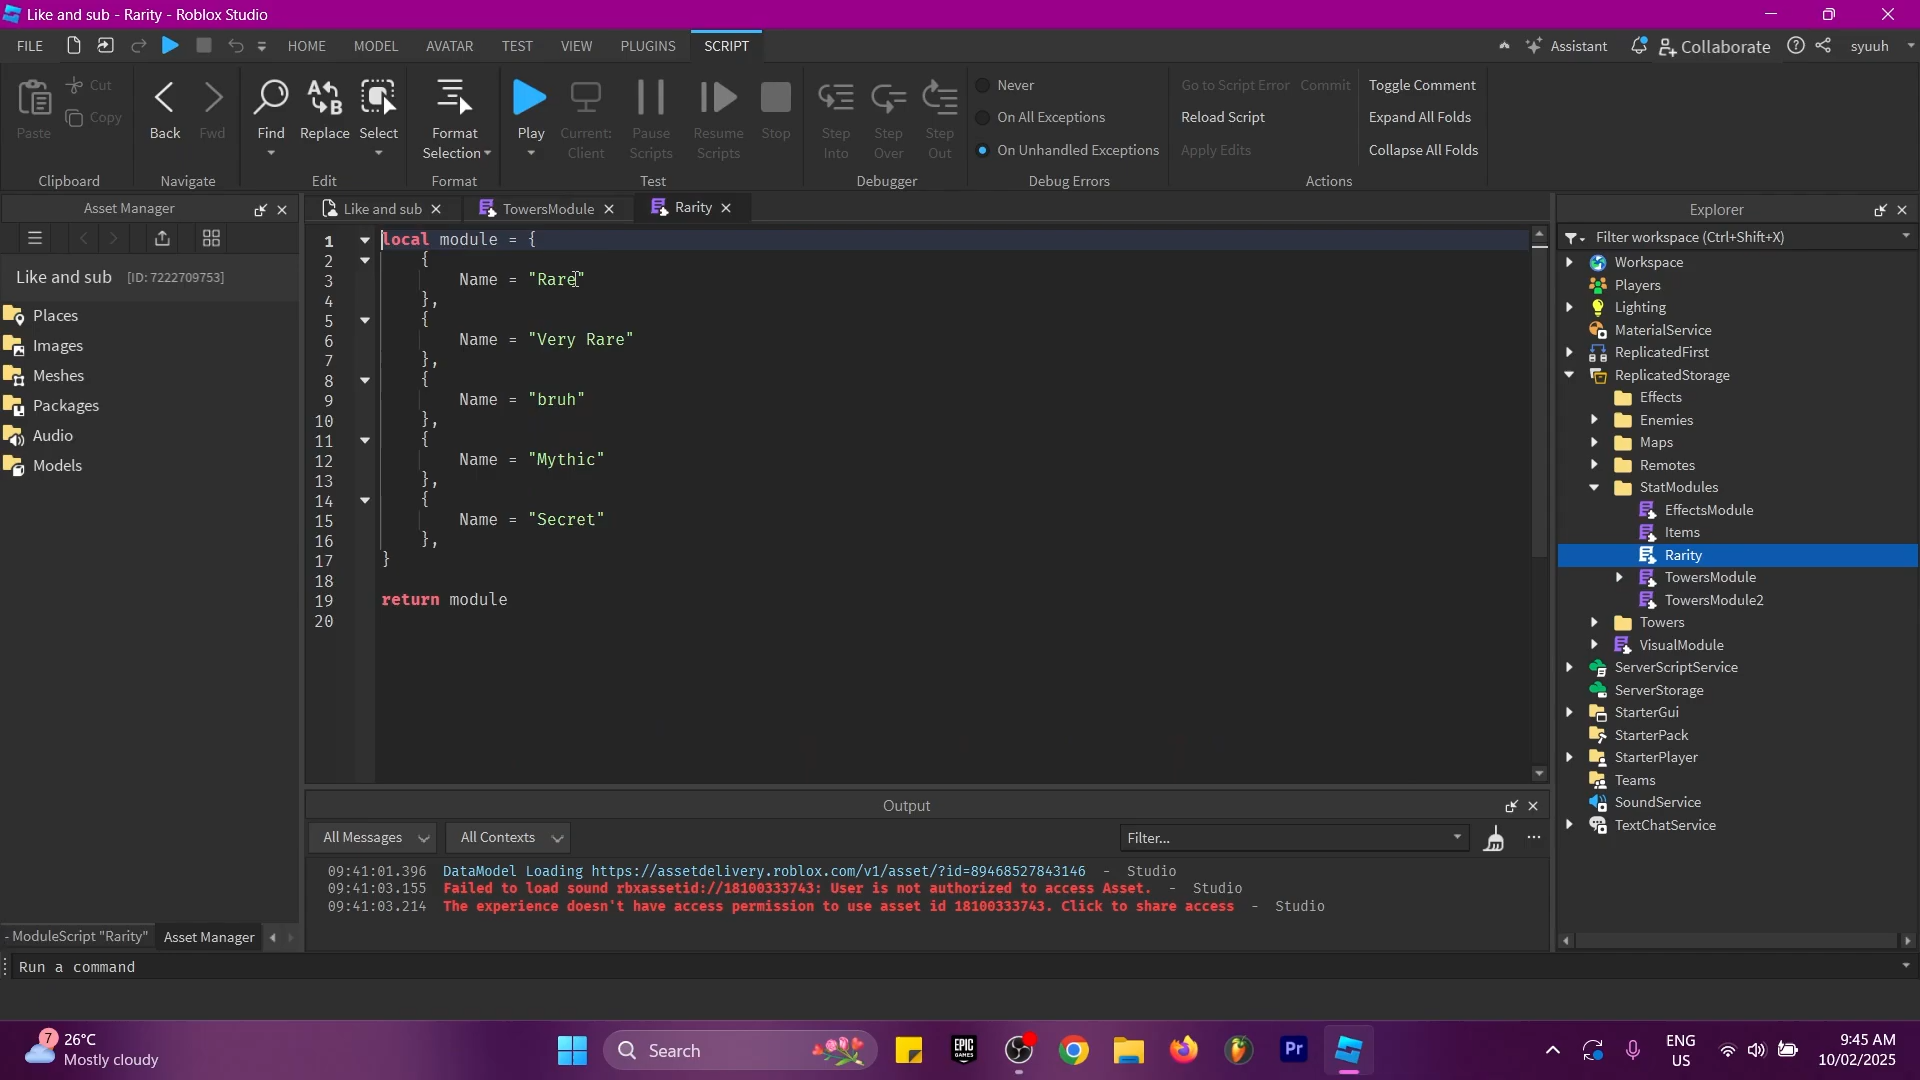 Like and sub - Rarity - Roblox Studio
FILE HOME MODEL AVATAR TEST VIEW PLUGINS SCRIPT Assistant Collaborate syuuh
Paste Cut Copy Back Fwd Find Replace Select Format Selection Play Current: Client Pause Scripts Resume Scripts Stop Step Into Step Over Step Out
Never Go to Script Error Commit Toggle Comment
On All Exceptions Reload Script Expand All Folds
On Unhandled Exceptions Apply Edits Collapse All Folds
Clipboard Navigate Edit Format Test Debugger Debug Errors Actions
Asset Manager
Like and sub [ID: 7222709753]
Places
Images
Meshes
Packages
Audio
Models
- ModuleScript "Rarity" Asset Manager
Like and sub TowersModule Rarity
1 local module = {
2 {
3 Name = "Rare"
4 },
5 {
6 Name = "Very Rare"
7 },
8 {
9 Name = "bruh"
10 },
11 {
12 Name = "Mythic"
13 },
14 {
15 Name = "Secret"
16 },
17 }
18
19 return module
20
Output
All Messages All Contexts Filter...
09:41:01.396 DataModel Loading https://assetdelivery.roblox.com/v1/asset/?id=89468527843146 - Studio
09:41:03.155 Failed to load sound rbxassetid://18100333743: User is not authorized to access Asset. - Studio
09:41:03.214 The experience doesn't have access permission to use asset id 18100333743. Click to share access - Studio
Explorer
Filter workspace (Ctrl+Shift+X)
Workspace
Players
Lighting
MaterialService
ReplicatedFirst
ReplicatedStorage
Effects
Enemies
Maps
Remotes
StatModules
EffectsModule
Items
Rarity
TowersModule
TowersModule2
Towers
VisualModule
ServerScriptService
ServerStorage
StarterGui
StarterPack
StarterPlayer
Teams
SoundService
TextChatService
Run a command
7 26°C
Mostly cloudy
Search
EPIC GAMES
Pr
ENG
US
9:45 AM
10/02/2025